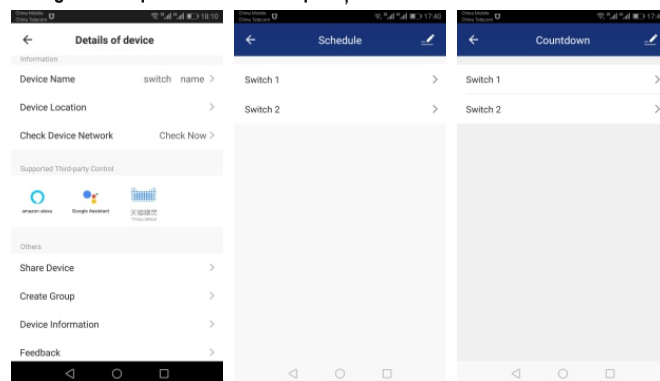 China Mobile
China Telecom
18:10
Details of device
Information
Device Name
switch name
Device Location
Check Device Network
Check Now
Supported Third-party Control
amazon alexa
Google Assistant
天猫精灵
Others
Share Device
Create Group
Device Information
Feedback
China Mobile
China Telecom
17:40
Schedule
Switch 1
Switch 2
China Mobile
China Telecom
Countdown
Switch 1
Switch 2